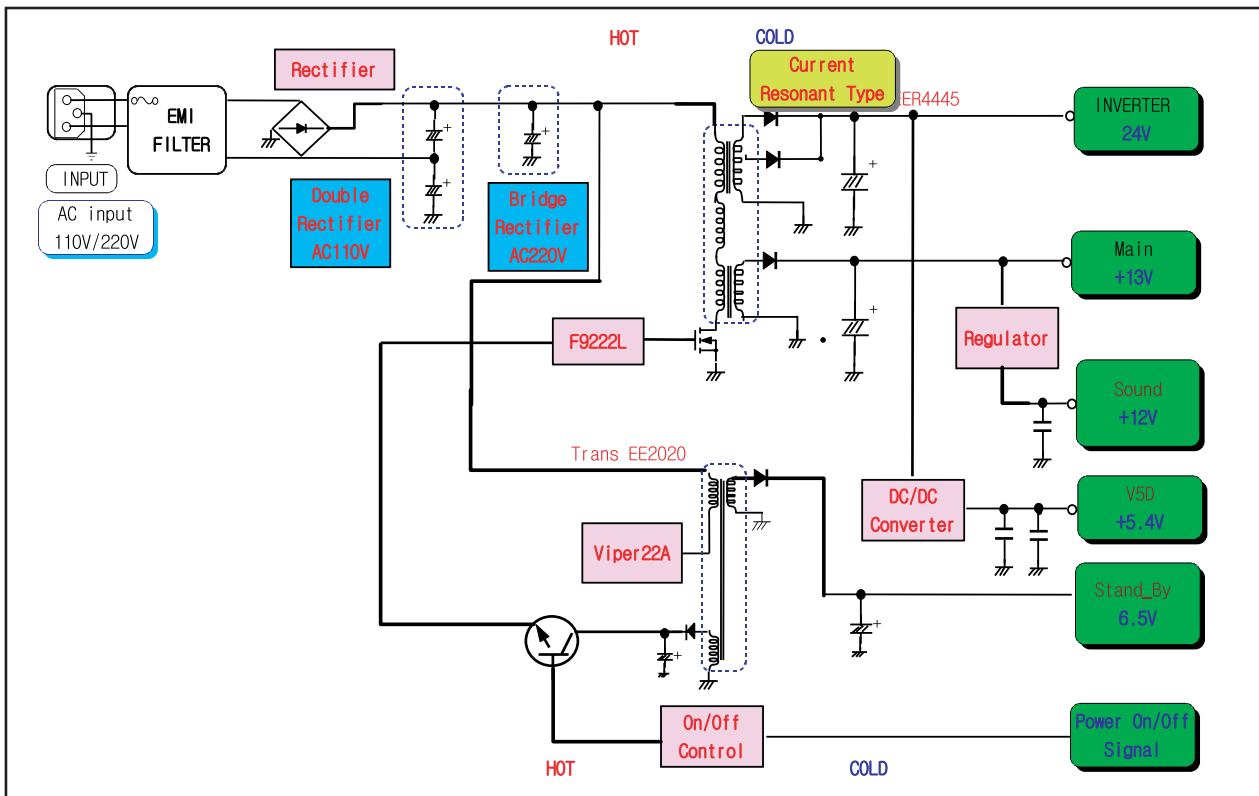 HOT
COLD
Rectifier
Current
Resonant Type
EER4445
INVERTER
24V
EMI
FILTER
INPUT
AC input
110V/220V
Double
Rectifier
AC110V
Bridge
Rectifier
AC220V
Main
+13V
F9222L
Regulator
Sound
+12V
Trans EE2020
DC/DC
Converter
V5D
+5.4V
Viper22A
Stand_By
6.5V
On/Off
Control
Power On/Off
Signal
HOT
COLD